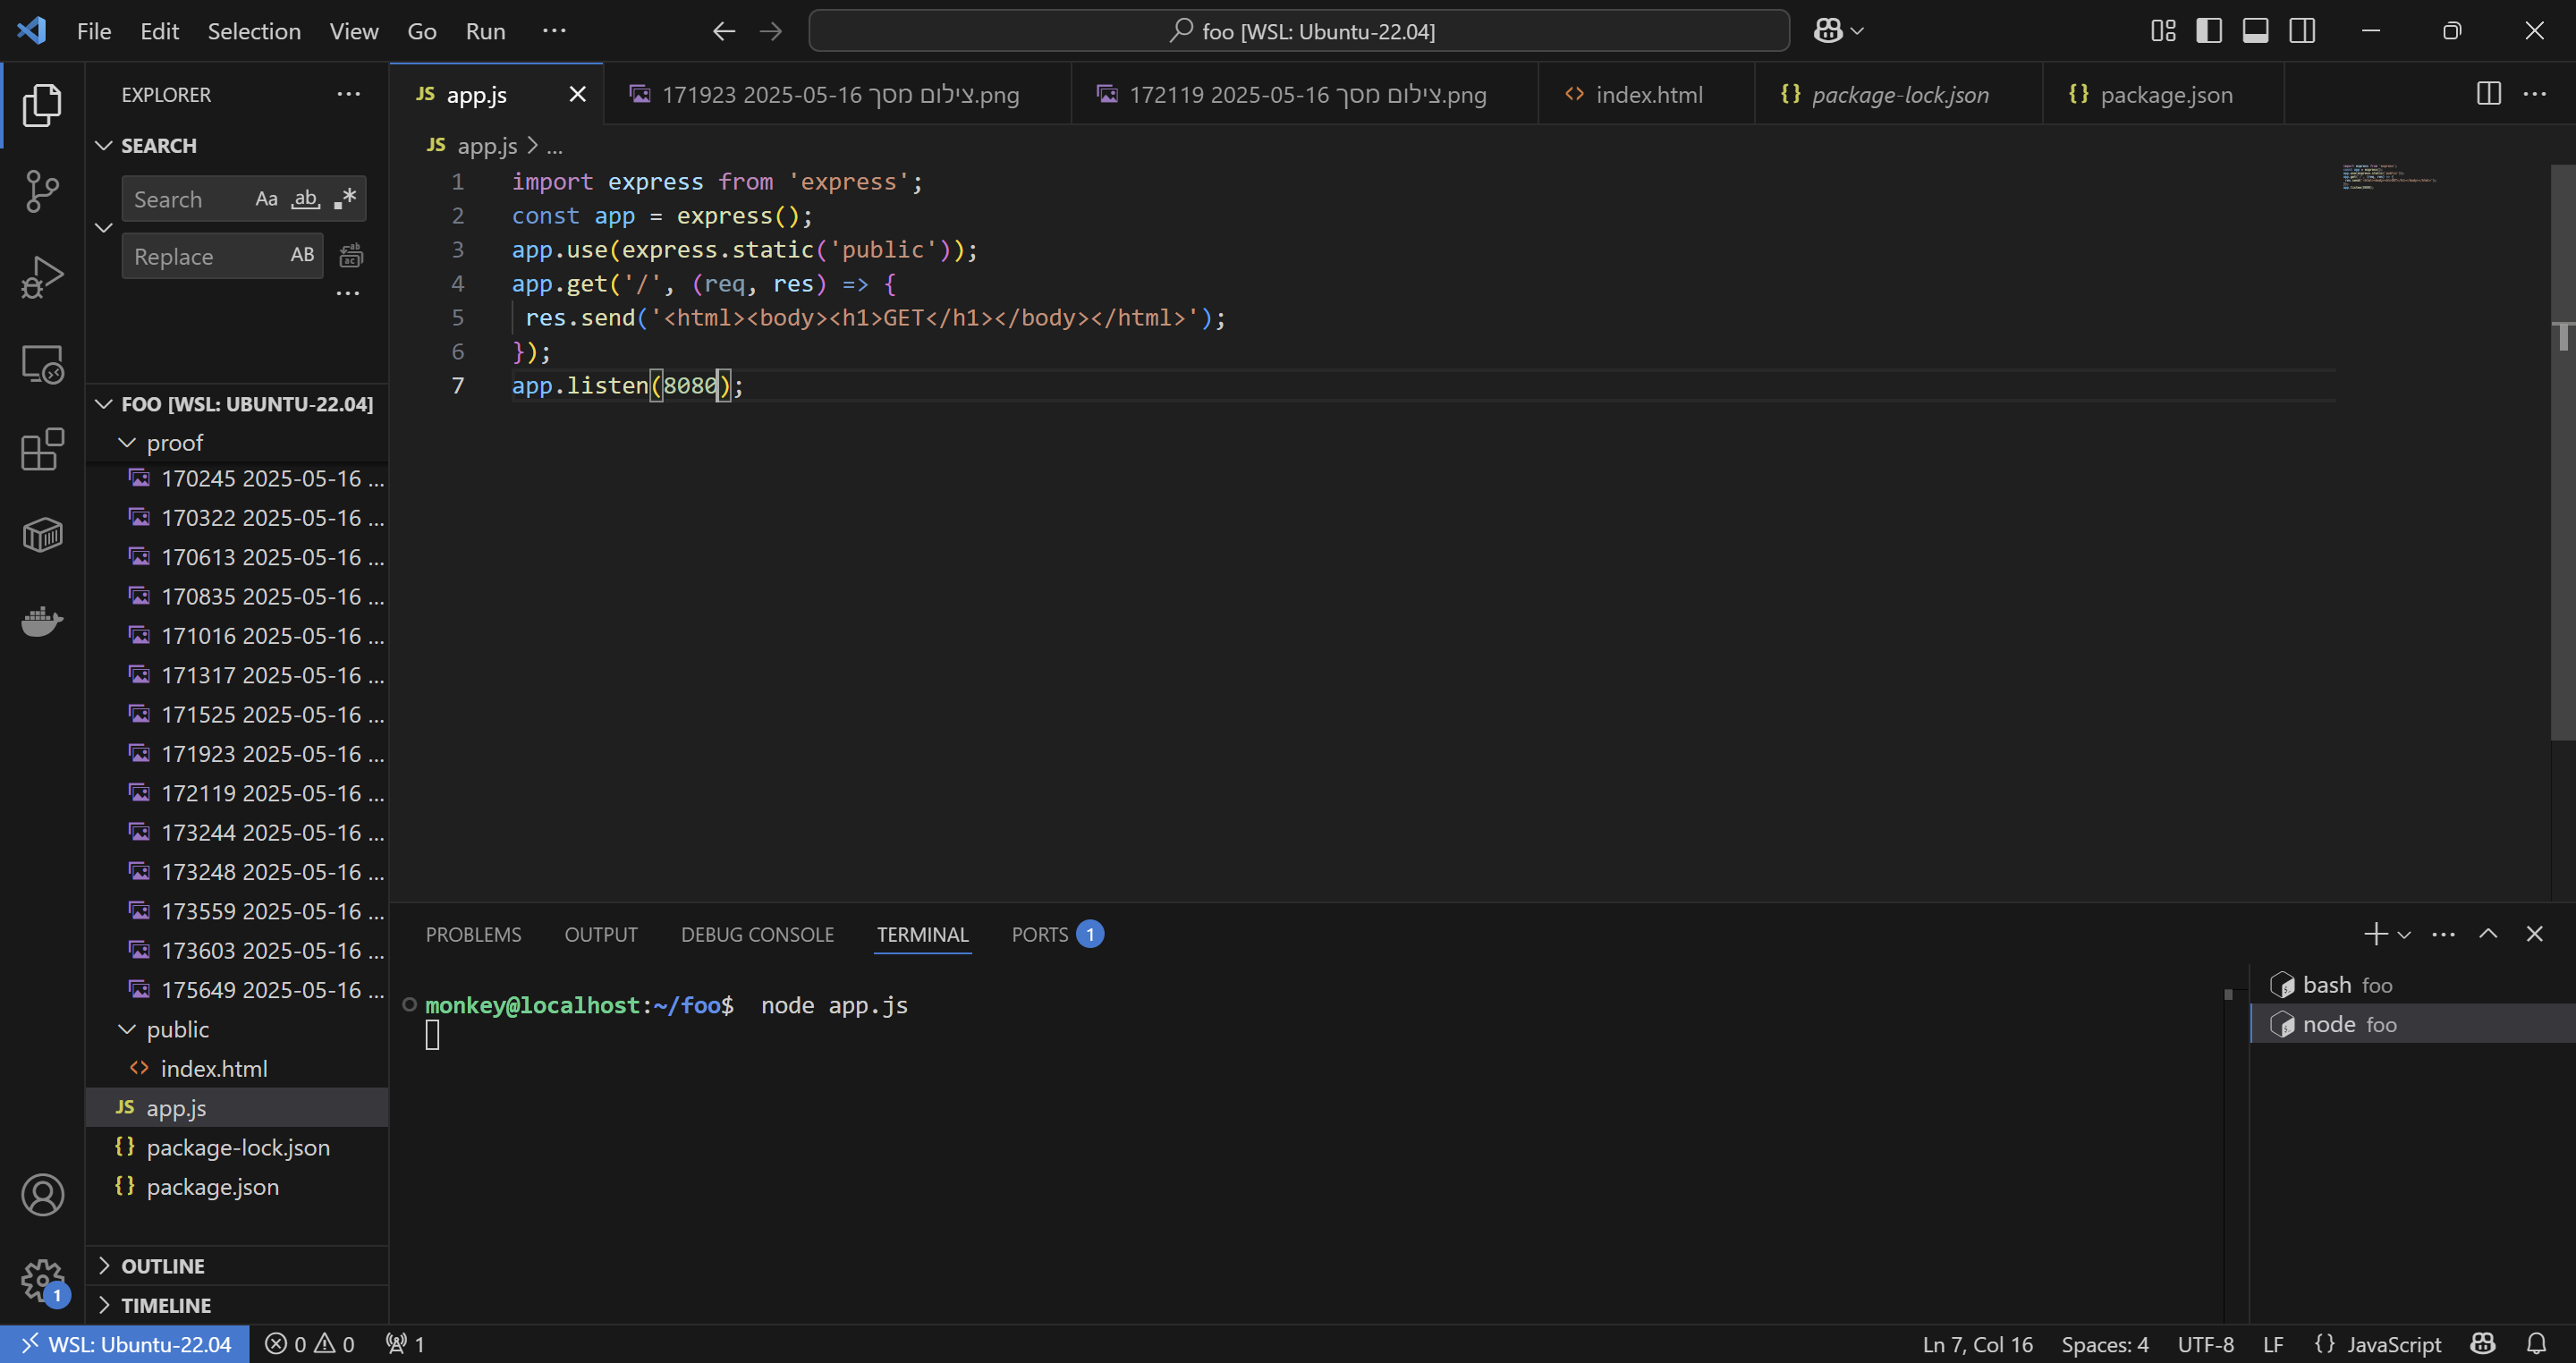 File Edit Selection View Go Run ...
foo [WSL: Ubuntu-22.04]
EXPLORER
SEARCH
Search Aa ab .*
Replace AB
FOO [WSL: UBUNTU-22.04]
proof
170245 2025-05-16 ...
170322 2025-05-16 ...
170613 2025-05-16 ...
170835 2025-05-16 ...
171016 2025-05-16 ...
171317 2025-05-16 ...
171525 2025-05-16 ...
171923 2025-05-16 ...
172119 2025-05-16 ...
173244 2025-05-16 ...
173248 2025-05-16 ...
173559 2025-05-16 ...
173603 2025-05-16 ...
175649 2025-05-16 ...
public
<> index.html
JS app.js
{} package-lock.json
{} package.json
OUTLINE
TIMELINE
JS app.js
171923 2025-05-16 צילום מסך.png
172119 2025-05-16 צילום מסך.png
<> index.html
{} package-lock.json
{} package.json
JS app.js > ...
1 import express from 'express';
2 const app = express();
3 app.use(express.static('public'));
4 app.get('/', (req, res) => {
5 res.send('<html><body><h1>GET</h1></body></html>');
6 });
7 app.listen(8080);
PROBLEMS OUTPUT DEBUG CONSOLE TERMINAL PORTS 1
monkey@localhost:~/foo$ node app.js
bash foo
node foo
1
WSL: Ubuntu-22.04 0 0 1
Ln 7, Col 16 Spaces: 4 UTF-8 LF {} JavaScript